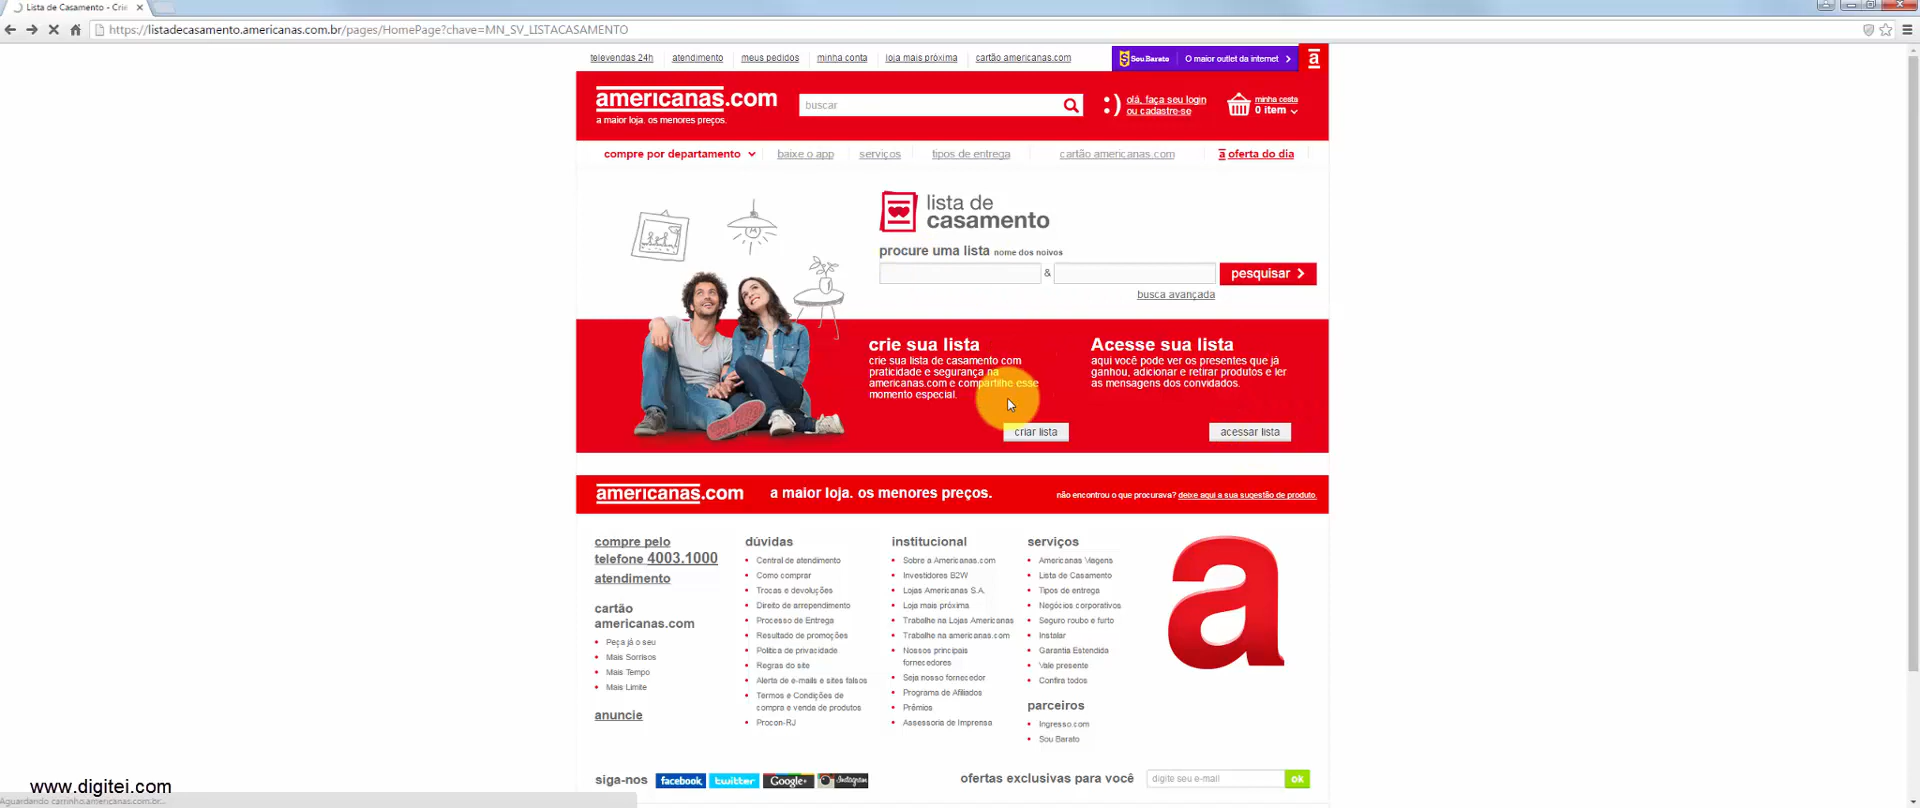 Lista de Casamento - Crie
https://listadecasamento.americanas.com.br/pages/HomePage?chave=MN_SV_LISTACASAMENTO
televendas 24h atendimento meus pedidos minha conta loja mais próxima cartão americanas.com
Sou Barato O maior outlet da internet
a
americanas.com
a maior loja. os menores preços.
buscar
:) olá, faça seu login
ou cadastre-se
minha cesta
0 item
compre por departamento baixe o app serviços tipos de entrega cartão americanas.com a oferta do dia
lista de
casamento
procure uma lista nome dos noivos
& pesquisar
busca avançada
crie sua lista
crie sua lista de casamento com
praticidade e segurança na
americanas.com e compartilhe esse
momento especial.
criar lista
Acesse sua lista
aqui você pode ver os presentes que já
ganhou, adicionar e retirar produtos e ler
as mensagens dos convidados.
acessar lista
americanas.com a maior loja. os menores preços. não encontrou o que procurava? deixe aqui a sua sugestão de produto.
compre pelo
telefone 4003.1000
atendimento
cartão
americanas.com
Peça já o seu
Mais Sorrisos
Mais Tempo
Mais Limite
anuncie
dúvidas
Central de atendimento
Como comprar
Trocas e devoluções
Direito de arrependimento
Processo de Entrega
Resultado de promoções
Política de privacidade
Regras do site
Alerta de e-mails e sites falsos
Termos e Condições de
compra e venda de produtos
Procon-RJ
institucional
Sobre a Americanas.com
Investidores B2W
Lojas Americanas S.A.
Loja mais próxima
Trabalhe na Lojas Americanas
Trabalhe na americanas.com
Nossos principais
fornecedores
Seja nosso fornecedor
Programa de Afiliados
Prêmios
Assessoria de Imprensa
serviços
Americanas Viagens
Lista de Casamento
Tipos de entrega
Negócios corporativos
Seguro roubo e furto
Instalar
Garantia Estendida
Vale presente
Confira todos
parceiros
Ingresso.com
Sou Barato
a
siga-nos facebook twitter Google+ Instagram
ofertas exclusivas para você digite seu e-mail ok
www.digitei.com
Aguardando carrinho.americanas.com.br...